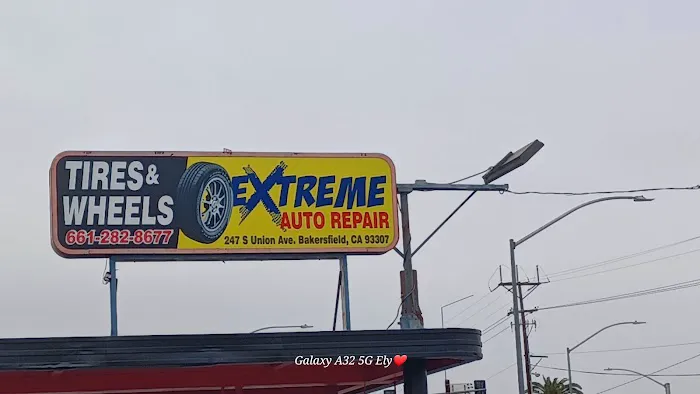 TIRES&
WHEELS
661-282-8677
EXTREME
AUTO REPAIR
247 S Union Ave. Bakersfield, CA 93307
Galaxy A32 5G Ely❤️